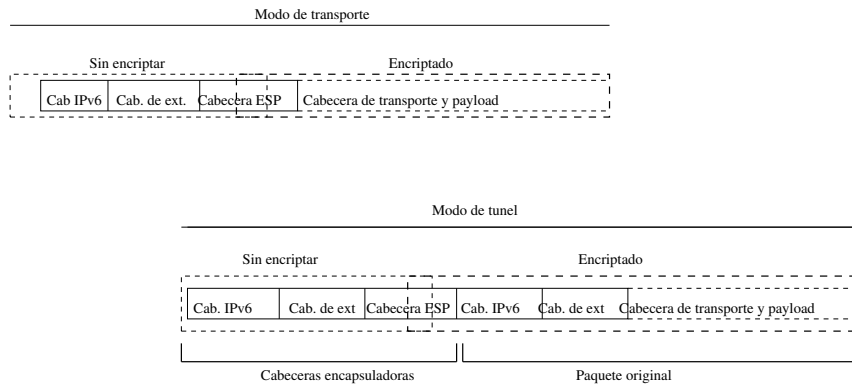 Modo de transporte
Sin encriptar Encriptado
Cab IPv6 Cab. de ext. Cabecera ESP Cabecera de transporte y payload
Modo de tunel
Sin encriptar Encriptado
Cab. IPv6 Cab. de ext Cabecera ESP Cab. IPv6 Cab. de ext Cabecera de transporte y payload
Cabeceras encapsuladoras Paquete original